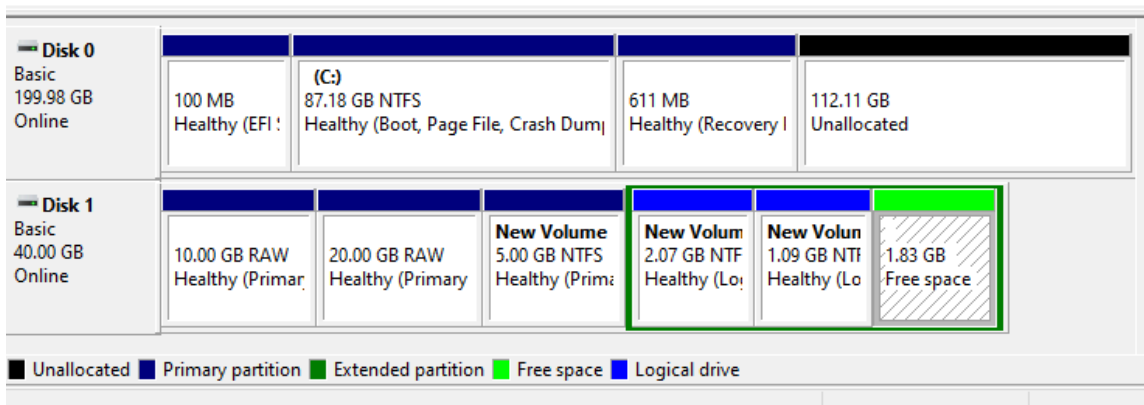 Disk 0
Basic
199.98 GB
Online
100 MB
Healthy (EFI
(C:)
87.18 GB NTFS
Healthy (Boot, Page File, Crash Dum
611 MB
Healthy (Recovery
112.11 GB
Unallocated
Disk 1
Basic
40.00 GB
Online
10.00 GB RAW
Healthy (Primar
20.00 GB RAW
Healthy (Primary
New Volume
5.00 GB NTFS
Healthy (Prima
New Volum
2.07 GB NTF
Healthy (Lo
New Volun
1.09 GB NTF
Healthy (Lo
1.83 GB
Free space
Unallocated Primary partition Extended partition Free space Logical drive